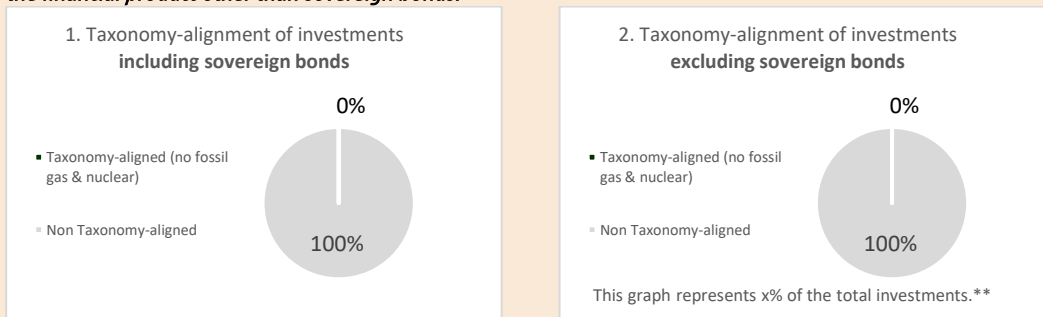 the financial product other than sovereign bonds.
1. Taxonomy-alignment of investments
including sovereign bonds
0%
Taxonomy-aligned (no fossil
gas & nuclear)
Non Taxonomy-aligned
100%
2. Taxonomy-alignment of investments
excluding sovereign bonds
0%
Taxonomy-aligned (no fossil
gas & nuclear)
Non Taxonomy-aligned
100%
This graph represents x% of the total investments.**